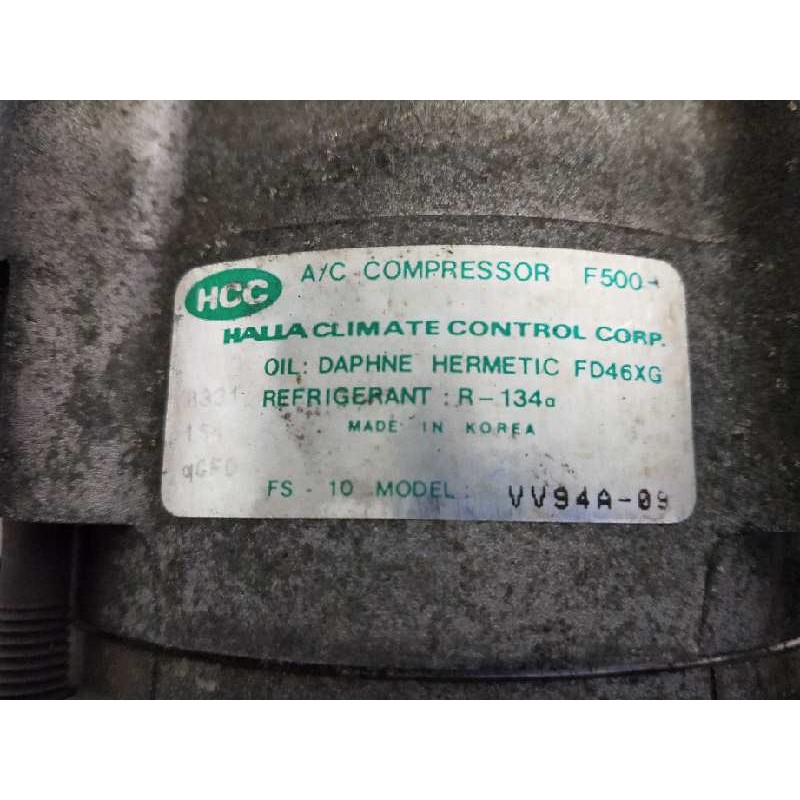 HCC
A/C COMPRESSOR F500-
HALLA CLIMATE CONTROL CORP.
OIL: DAPHNE HERMETIC FD46XG
REFRIGERANT : R-134a
MADE IN KOREA
FS - 10 MODEL: VV94A-09